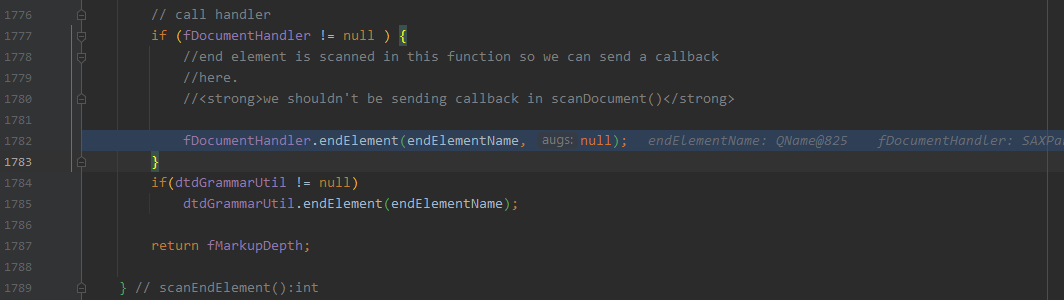 1776 // call handler
1777 if (fDocumentHandler != null ) {
1778 //end element is scanned in this function so we can send a callback
1779 //here.
1780 //<strong>we shouldn't be sending callback in scanDocument()</strong>
1781
1782 fDocumentHandler.endElement(endElementName, augs: null); endElementName: QName@825 fDocumentHandler: SAXPa
1783 }
1784 if(dtdGrammarUtil != null)
1785 dtdGrammarUtil.endElement(endElementName);
1786
1787 return fMarkupDepth;
1788
1789 } // scanEndElement():int